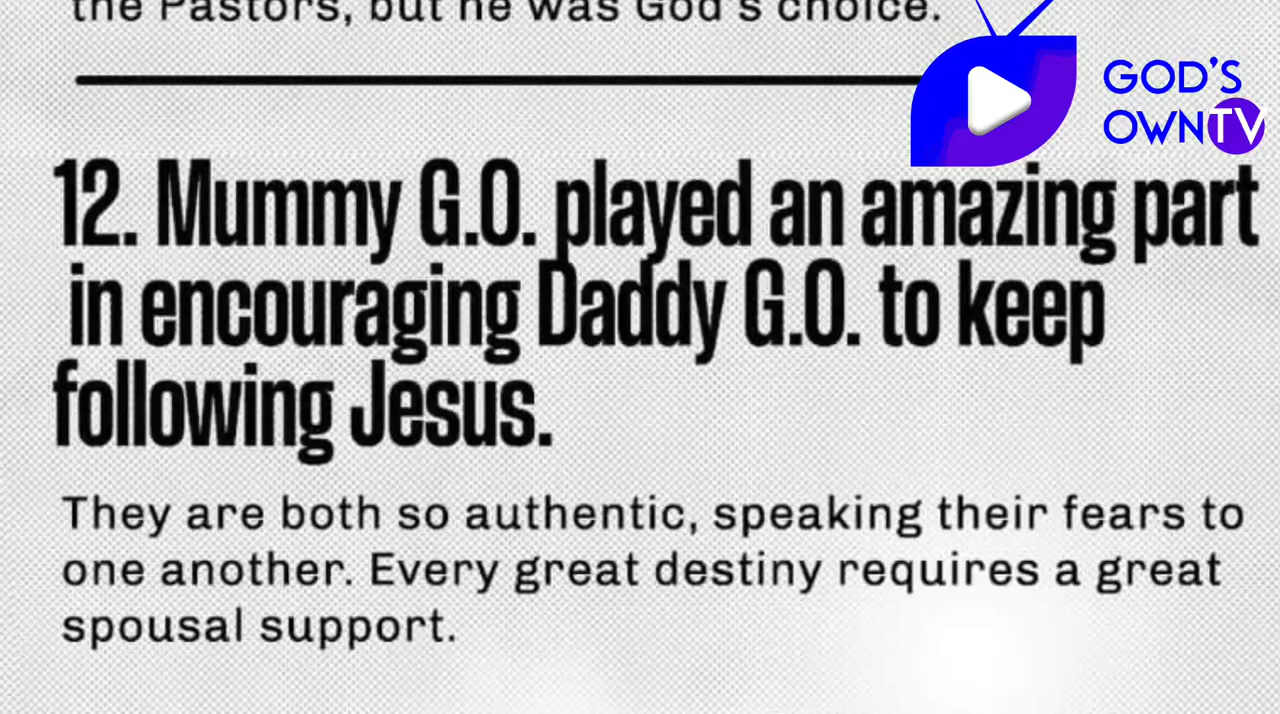 the Pastors, but he was God's choice.
GOD'S
OWNTV
12. Mummy G.O. played an amazing part
in encouraging Daddy G.O. to keep
following Jesus.
They are both so authentic, speaking their fears to
one another. Every great destiny requires a great
spousal support.